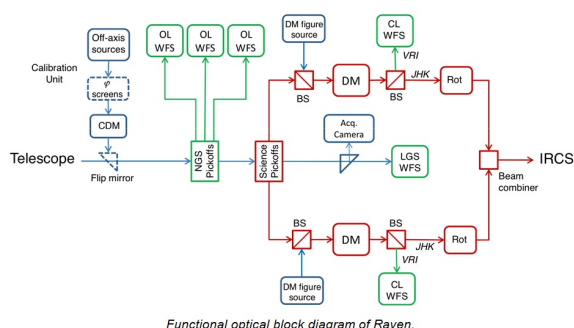 Off-axis
sources
Calibration
Unit
φ
screens
CDM
Telescope
Flip mirror
OL
WFS
OL
WFS
OL
WFS
NGS
Pickoffs
Science
Pickoffs
DM figure
source
BS
DM
BS
CL
WFS
VRI
JHK
Rot
Acq.
Camera
LGS
WFS
Beam
combiner
IRCS
BS
DM
BS
JHK
Rot
VRI
DM figure
source
CL
WFS
Functional optical block diagram of Raven.